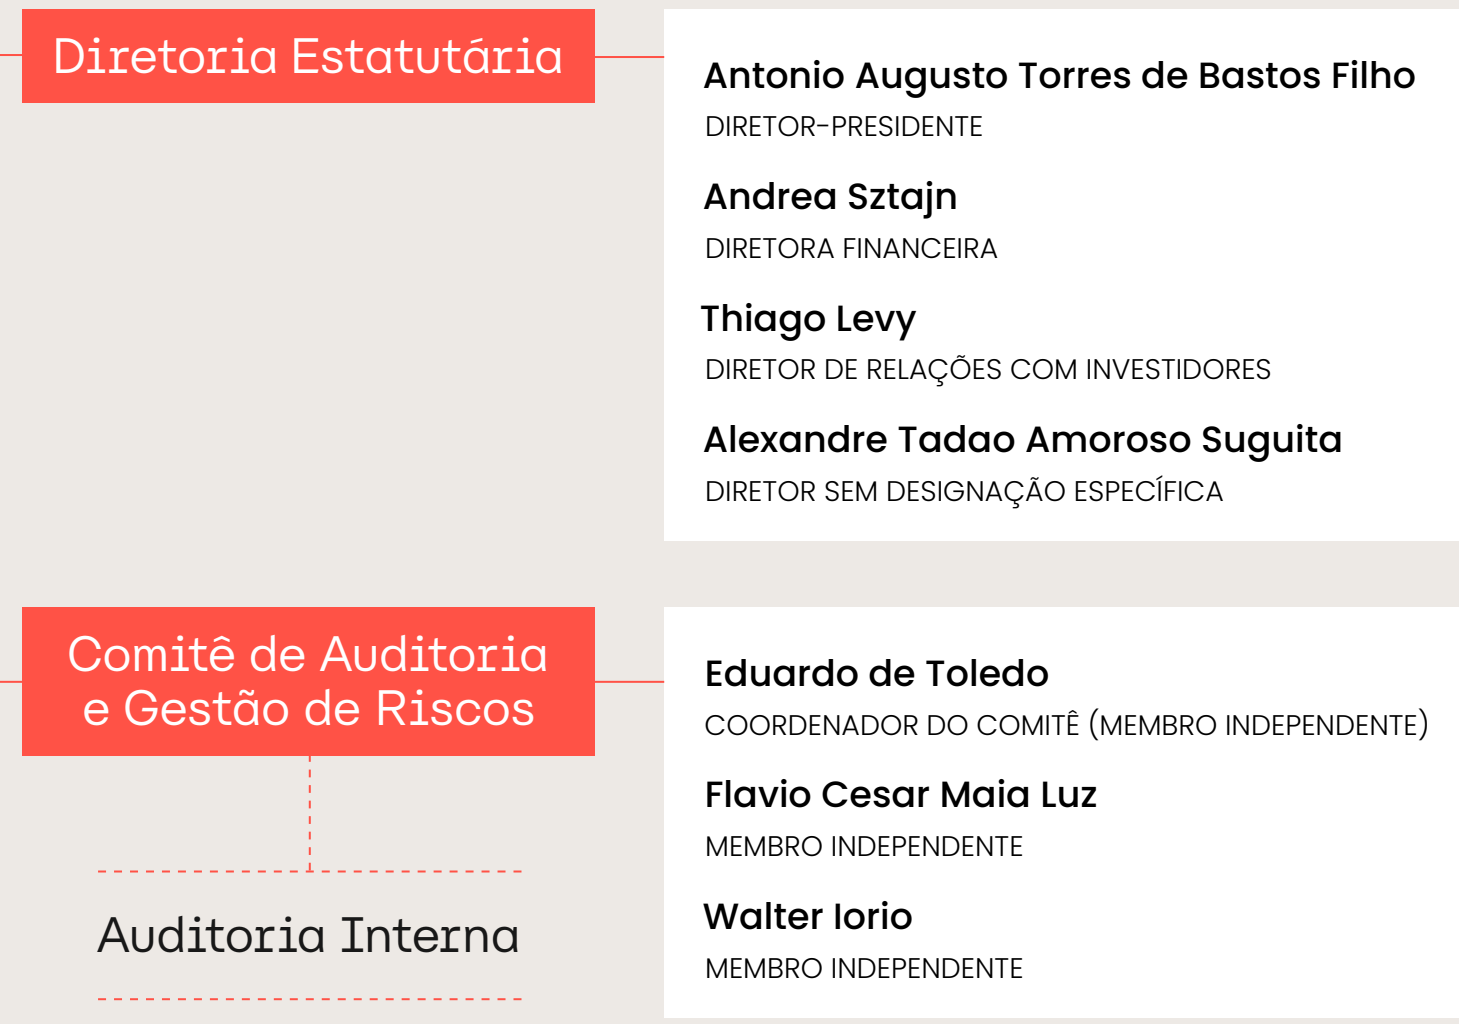 Diretoria Estatutária
Antonio Augusto Torres de Bastos Filho
DIRETOR-PRESIDENTE
Andrea Sztajn
DIRETORA FINANCEIRA
Thiago Levy
DIRETOR DE RELAÇÕES COM INVESTIDORES
Alexandre Tadao Amoroso Suguita
DIRETOR SEM DESIGNAÇÃO ESPECÍFICA
Comitê de Auditoria
e Gestão de Riscos
Eduardo de Toledo
COORDENADOR DO COMITÊ (MEMBRO INDEPENDENTE)
Flavio Cesar Maia Luz
MEMBRO INDEPENDENTE
Walter Iorio
MEMBRO INDEPENDENTE
Auditoria Interna